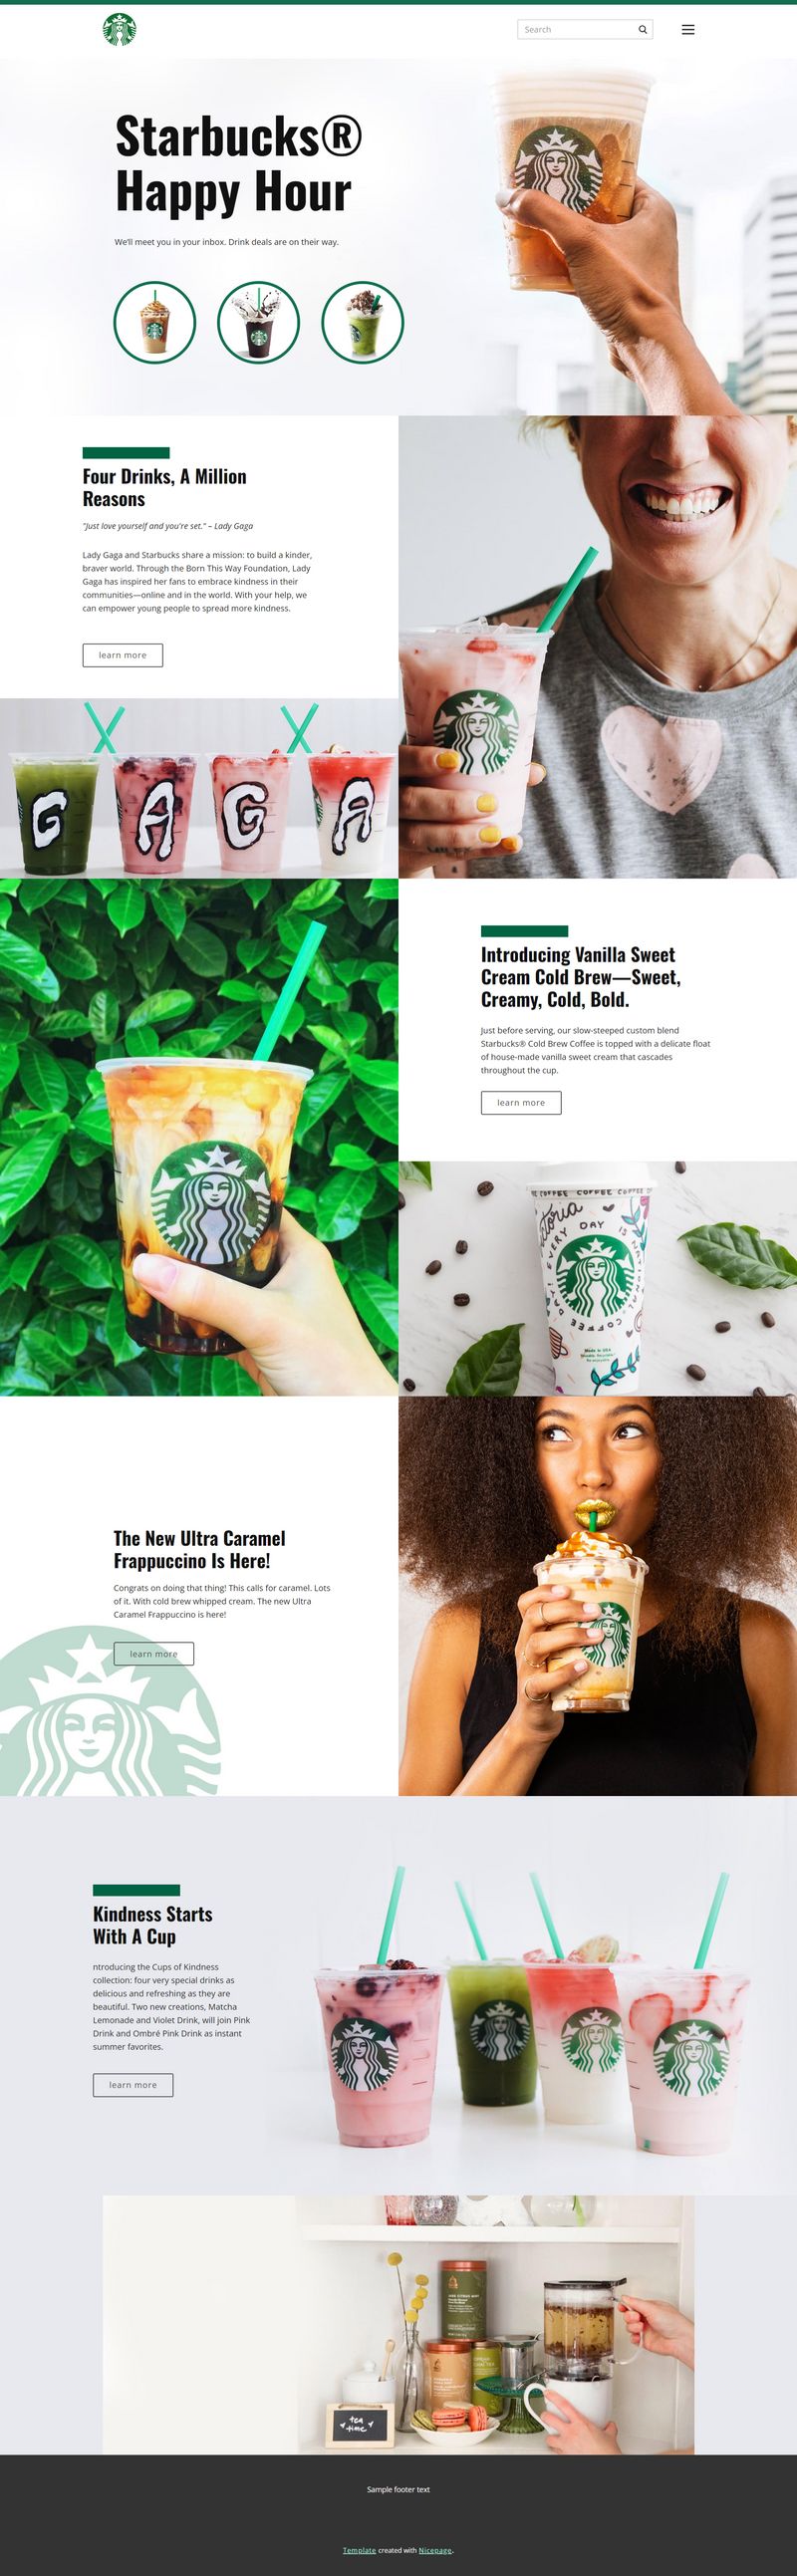 Search
Starbucks®
Happy Hour
We'll meet you in your inbox. Drink deals are on their way.
Four Drinks, A Million
Reasons
"Just love yourself and you're set." – Lady Gaga
Lady Gaga and Starbucks share a mission: to build a kinder,
braver world. Through the Born This Way Foundation, Lady
Gaga has inspired her fans to embrace kindness in their
communities—online and in the world. With your help, we
can empower young people to spread more kindness.
learn more
G A G A
Introducing Vanilla Sweet
Cream Cold Brew—Sweet,
Creamy, Cold, Bold.
Just before serving, our slow-steeped custom blend
Starbucks® Cold Brew Coffee is topped with a delicate float
of house-made vanilla sweet cream that cascades
throughout the cup.
learn more
COFFEE COFFEE COFFEE
EVERY DAY
COFFEE
Made in USA
The New Ultra Caramel
Frappuccino Is Here!
Congrats on doing that thing! This calls for caramel. Lots
of it. With cold brew whipped cream. The new Ultra
Caramel Frappuccino is here!
learn more
Kindness Starts
With A Cup
ntroducing the Cups of Kindness
collection: four very special drinks as
delicious and refreshing as they are
beautiful. Two new creations, Matcha
Lemonade and Violet Drink, will join Pink
Drink and Ombré Pink Drink as instant
summer favorites.
learn more
tea
time
Sample footer text
Template created with Nicepage.